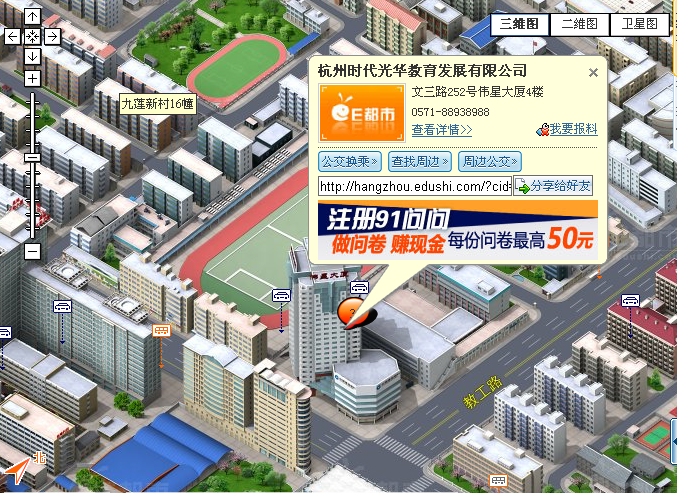 三维图 二维图 卫星图
杭州时代光华教育发展有限公司
文三路252号伟星大厦4楼
0571-88938988
查看详情>>
我要报料
E都市
公交换乘» 查找周边» 周边公交»
http://hangzhou.edushi.com/?cid=
分享给好友
注册91问问
做问卷 赚现金 每份问卷最高50元
九莲新村16幢
伟星大厦
教工路
北